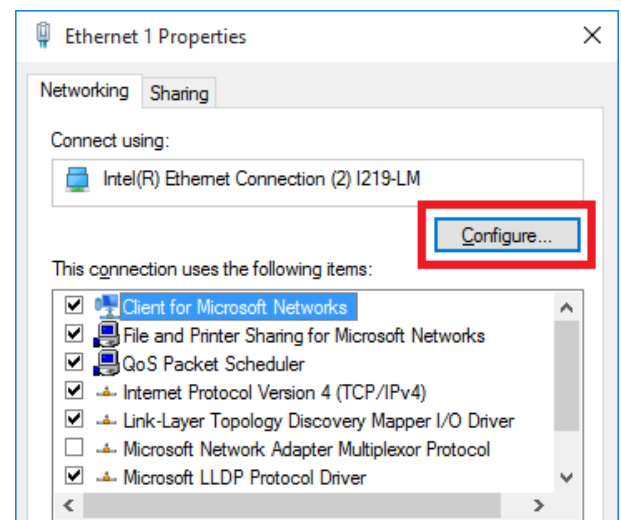 Ethernet 1 Properties
Networking
Sharing
Connect using:
Intel(R) Ethernet Connection (2) I219-LM
Configure...
This connection uses the following items:
Client for Microsoft Networks
File and Printer Sharing for Microsoft Networks
QoS Packet Scheduler
Internet Protocol Version 4 (TCP/IPv4)
Link-Layer Topology Discovery Mapper I/O Driver
Microsoft Network Adapter Multiplexor Protocol
Microsoft LLDP Protocol Driver